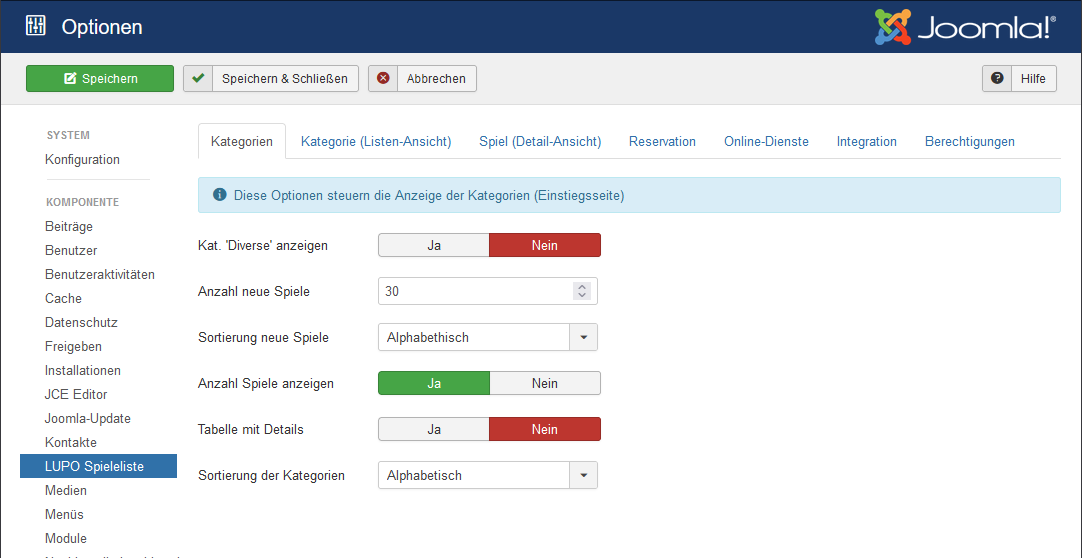 Optionen
Joomla!®
Speichern
Speichern & Schließen
Abbrechen
Hilfe
SYSTEM
Konfiguration
KOMPONENTE
Beiträge
Benutzer
Benutzeraktivitäten
Cache
Datenschutz
Freigeben
Installationen
JCE Editor
Joomla-Update
Kontakte
LUPO Spieleliste
Medien
Menüs
Module
Kategorien
Kategorie (Listen-Ansicht)
Spiel (Detail-Ansicht)
Reservation
Online-Dienste
Integration
Berechtigungen
Diese Optionen steuern die Anzeige der Kategorien (Einstiegsseite)
Kat. 'Diverse' anzeigen
Ja
Nein
Anzahl neue Spiele
30
Sortierung neue Spiele
Alphabethisch
Anzahl Spiele anzeigen
Ja
Nein
Tabelle mit Details
Ja
Nein
Sortierung der Kategorien
Alphabetisch